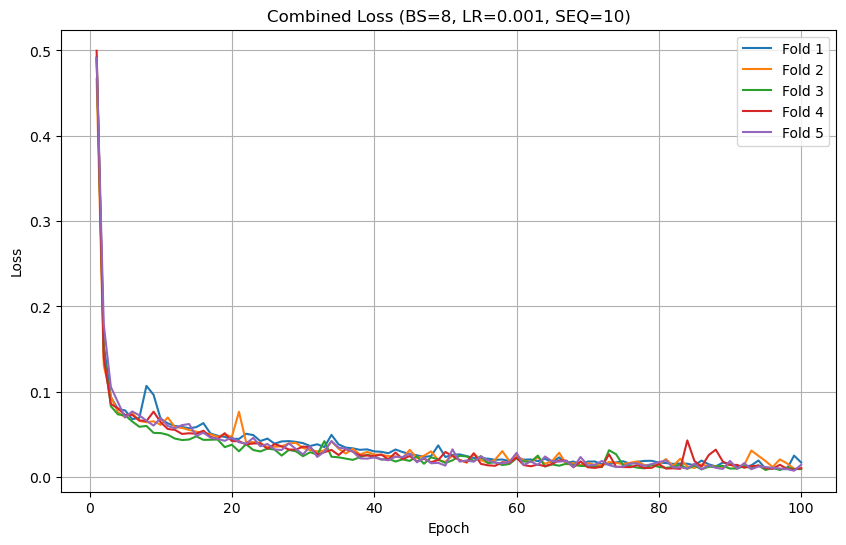 Combined Loss (BS=8, LR=0.001, SEQ=10)
Fold 1
Fold 2
Fold 3
Fold 4
Fold 5
Loss
0.5
0.4
0.3
0.2
0.1
0.0
0 20 40 60 80 100
Epoch